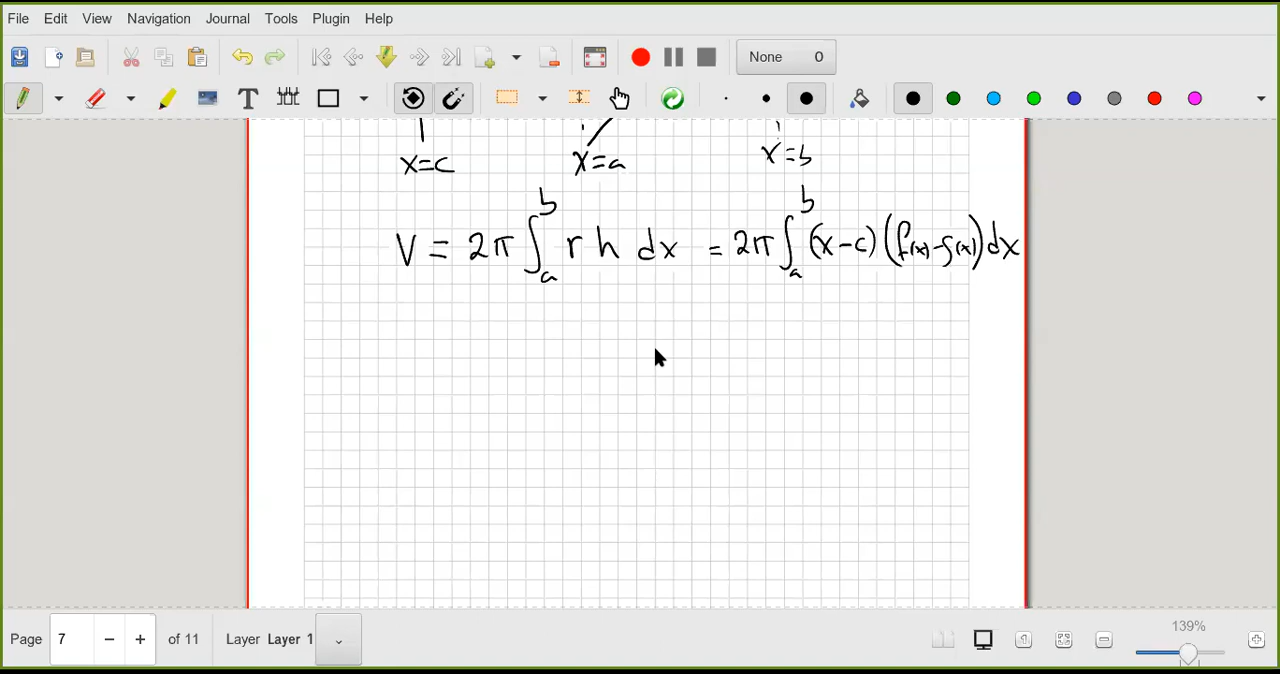 File Edit View Navigation Journal Tools Plugin Help
None 0
x=c x=a x=b
V = 2π ∫_a^b r h dx = 2π ∫_a^b (x-c)(f(x)-g(x))dx
Page 7 of 11 Layer Layer 1 139%